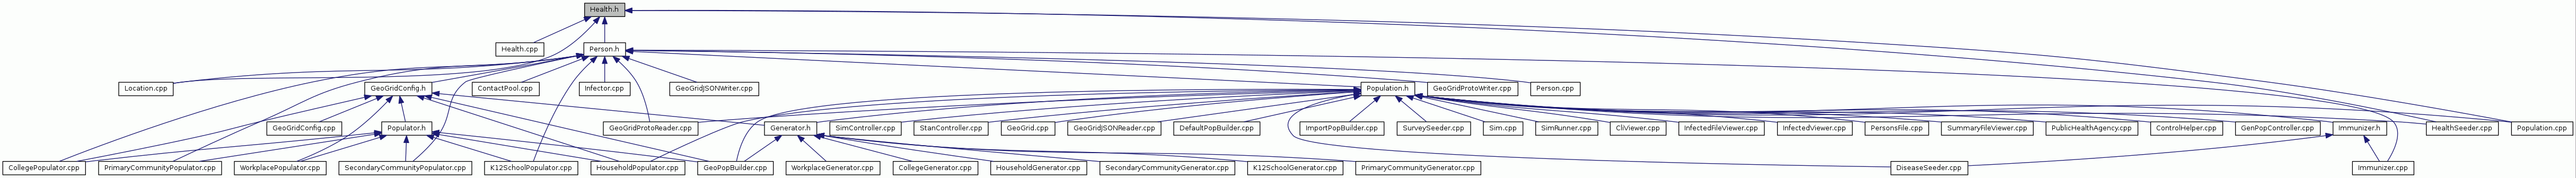 Health.h
Health.cpp
Person.h
Location.cpp
GeoGridConfig.h
ContactPool.cpp
Infector.cpp
GeoGridJSONWriter.cpp
Population.h
GeoGridProtoWriter.cpp
Person.cpp
GeoGridConfig.cpp
Populator.h
GeoGridProtoReader.cpp
Generator.h
SimController.cpp
StanController.cpp
GeoGrid.cpp
GeoGridJSONReader.cpp
DefaultPopBuilder.cpp
ImportPopBuilder.cpp
SurveySeeder.cpp
Sim.cpp
SimRunner.cpp
CliViewer.cpp
InfectedFileViewer.cpp
InfectedViewer.cpp
PersonsFile.cpp
SummaryFileViewer.cpp
PublicHealthAgency.cpp
ControlHelper.cpp
GenPopController.cpp
Immunizer.h
HealthSeeder.cpp
Population.cpp
CollegePopulator.cpp
PrimaryCommunityPopulator.cpp
WorkplacePopulator.cpp
SecondaryCommunityPopulator.cpp
K12SchoolPopulator.cpp
HouseholdPopulator.cpp
GeoPopBuilder.cpp
WorkplaceGenerator.cpp
CollegeGenerator.cpp
HouseholdGenerator.cpp
SecondaryCommunityGenerator.cpp
K12SchoolGenerator.cpp
PrimaryCommunityGenerator.cpp
DiseaseSeeder.cpp
Immunizer.cpp